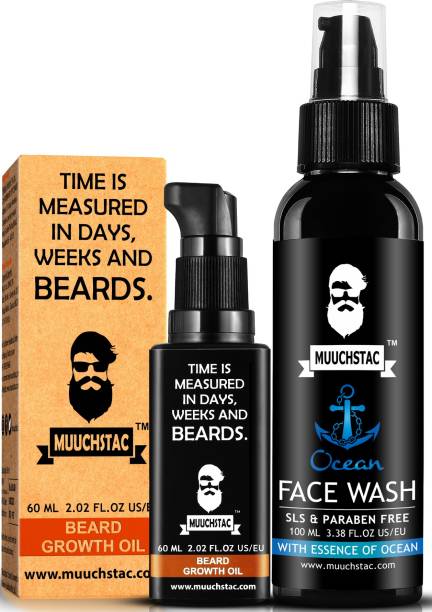 TIME IS
MEASURED
IN DAYS,
WEEKS AND
BEARDS.
MUUCHSTAC
TM
60 ML 2.02 FL.OZ US/E
BEARD
GROWTH OIL
www.muuchstac.com
TIME IS
MEASURED
IN DAYS,
WEEKS AND
BEARDS.
MUUCHSTAC
60 ML 2.02 FL.OZ US/EU
BEARD
GROWTH OIL
www.muuchstac.com
MUUCHSTAC
TM
Ocean
FACE WASH
SLS & PARABEN FREE
100 ML 3.38 FL.OZ US/EU
WITH ESSENCE OF OCEAN
www.muuchstac.com